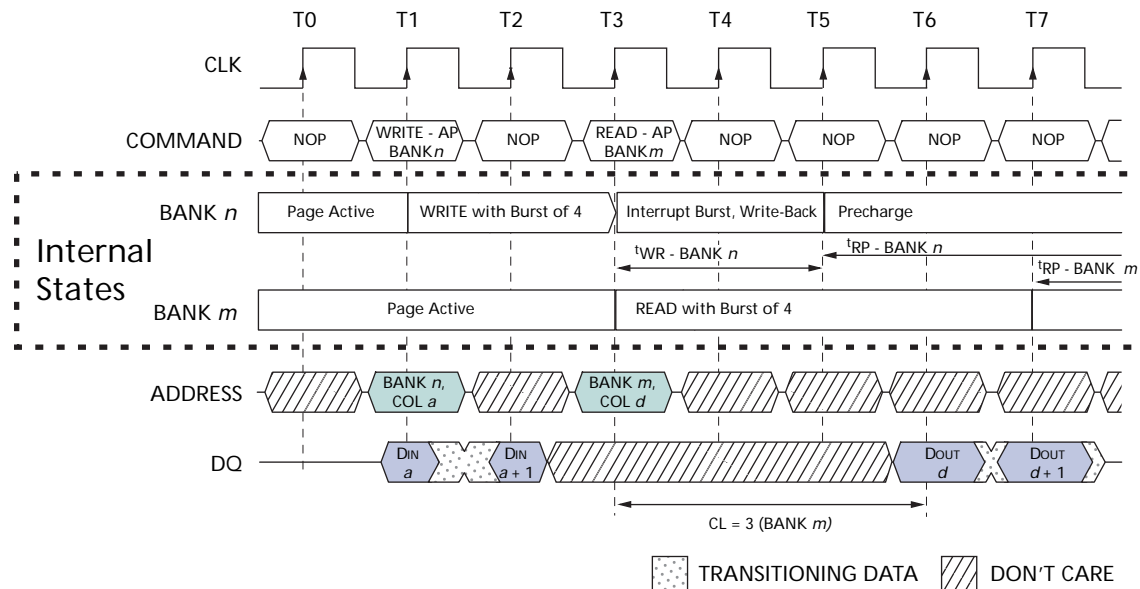 T0 T1 T2 T3 T4 T5 T6 T7
CLK
COMMAND NOP WRITE - AP BANK n NOP READ - AP BANK m NOP NOP NOP NOP
BANK n Page Active WRITE with Burst of 4 Interrupt Burst, Write-Back Precharge
Internal States
tWR - BANK n tRP - BANK n
tRP - BANK m
BANK m Page Active READ with Burst of 4
ADDRESS BANK n, COL a BANK m, COL d
DQ DIN a DIN a + 1 DOUT d DOUT d + 1
CL = 3 (BANK m)
TRANSITIONING DATA DON'T CARE